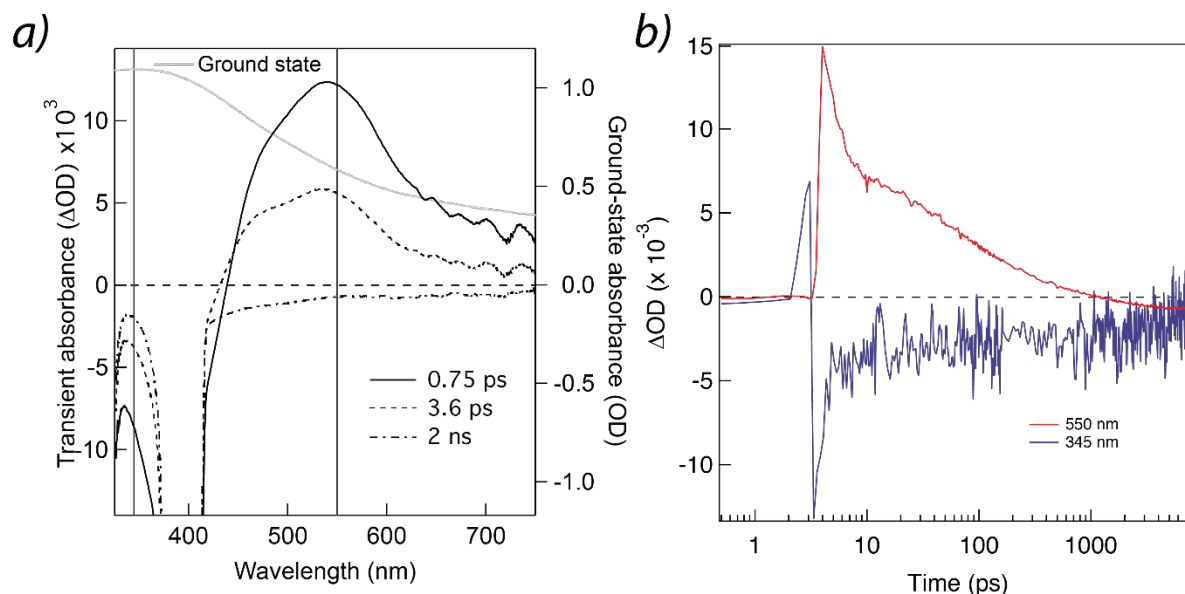 a)
Ground state
Transient absorbance (ΔOD) x10³
10
5
0
-5
-10
1.0
0.5
0.0
-0.5
-1.0
Ground-state absorbance (OD)
0.75 ps
3.6 ps
2 ns
400
500
600
700
Wavelength (nm)
b)
ΔOD (x 10⁻³)
15
10
5
0
-5
-10
550 nm
345 nm
1
10
100
1000
Time (ps)